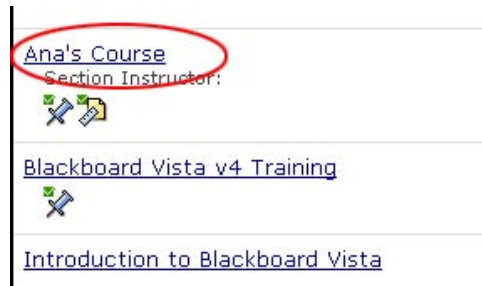 Ana's Course
Section Instructor:
Blackboard Vista v4 Training
Introduction to Blackboard Vista